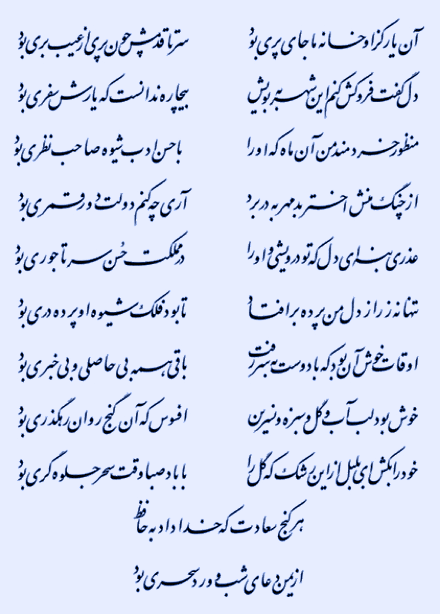 آن یار کز او خانه ما جای پری بود سر تا قدمش چون پری از عیب بری بود
دل گفت فروکش کنم این شهر به بویش بیچاره ندانست که یارش سفری بود
منظور خردمند من آن ماه که او را با حسن ادب شیوه صاحب نظری بود
از چنگ منش اختر بدمهر به در برد آری چه کنم دولت دور قمری بود
عذری بنه ای دل که تو درویشی و او را در مملکت حُسن سر تاجوری بود
تنها نه ز راز دل من پرده برافتاد تا بود فلک شیوه او پرده دری بود
اوقات خوش آن بود که با دوست به سر رفت باقی همه بی حاصلی و بی خبری بود
خوش بود لب آب و گل و سبزه و نسرین افسوس که آن گنج روان رهگذری بود
خود را بکش ای بلبل از این رشک که گل را با باد صبا وقت سحر جلوه گری بود
هر گنج سعادت که خدا داد به حافظ
از یمن دعای شب و ورد سحری بود